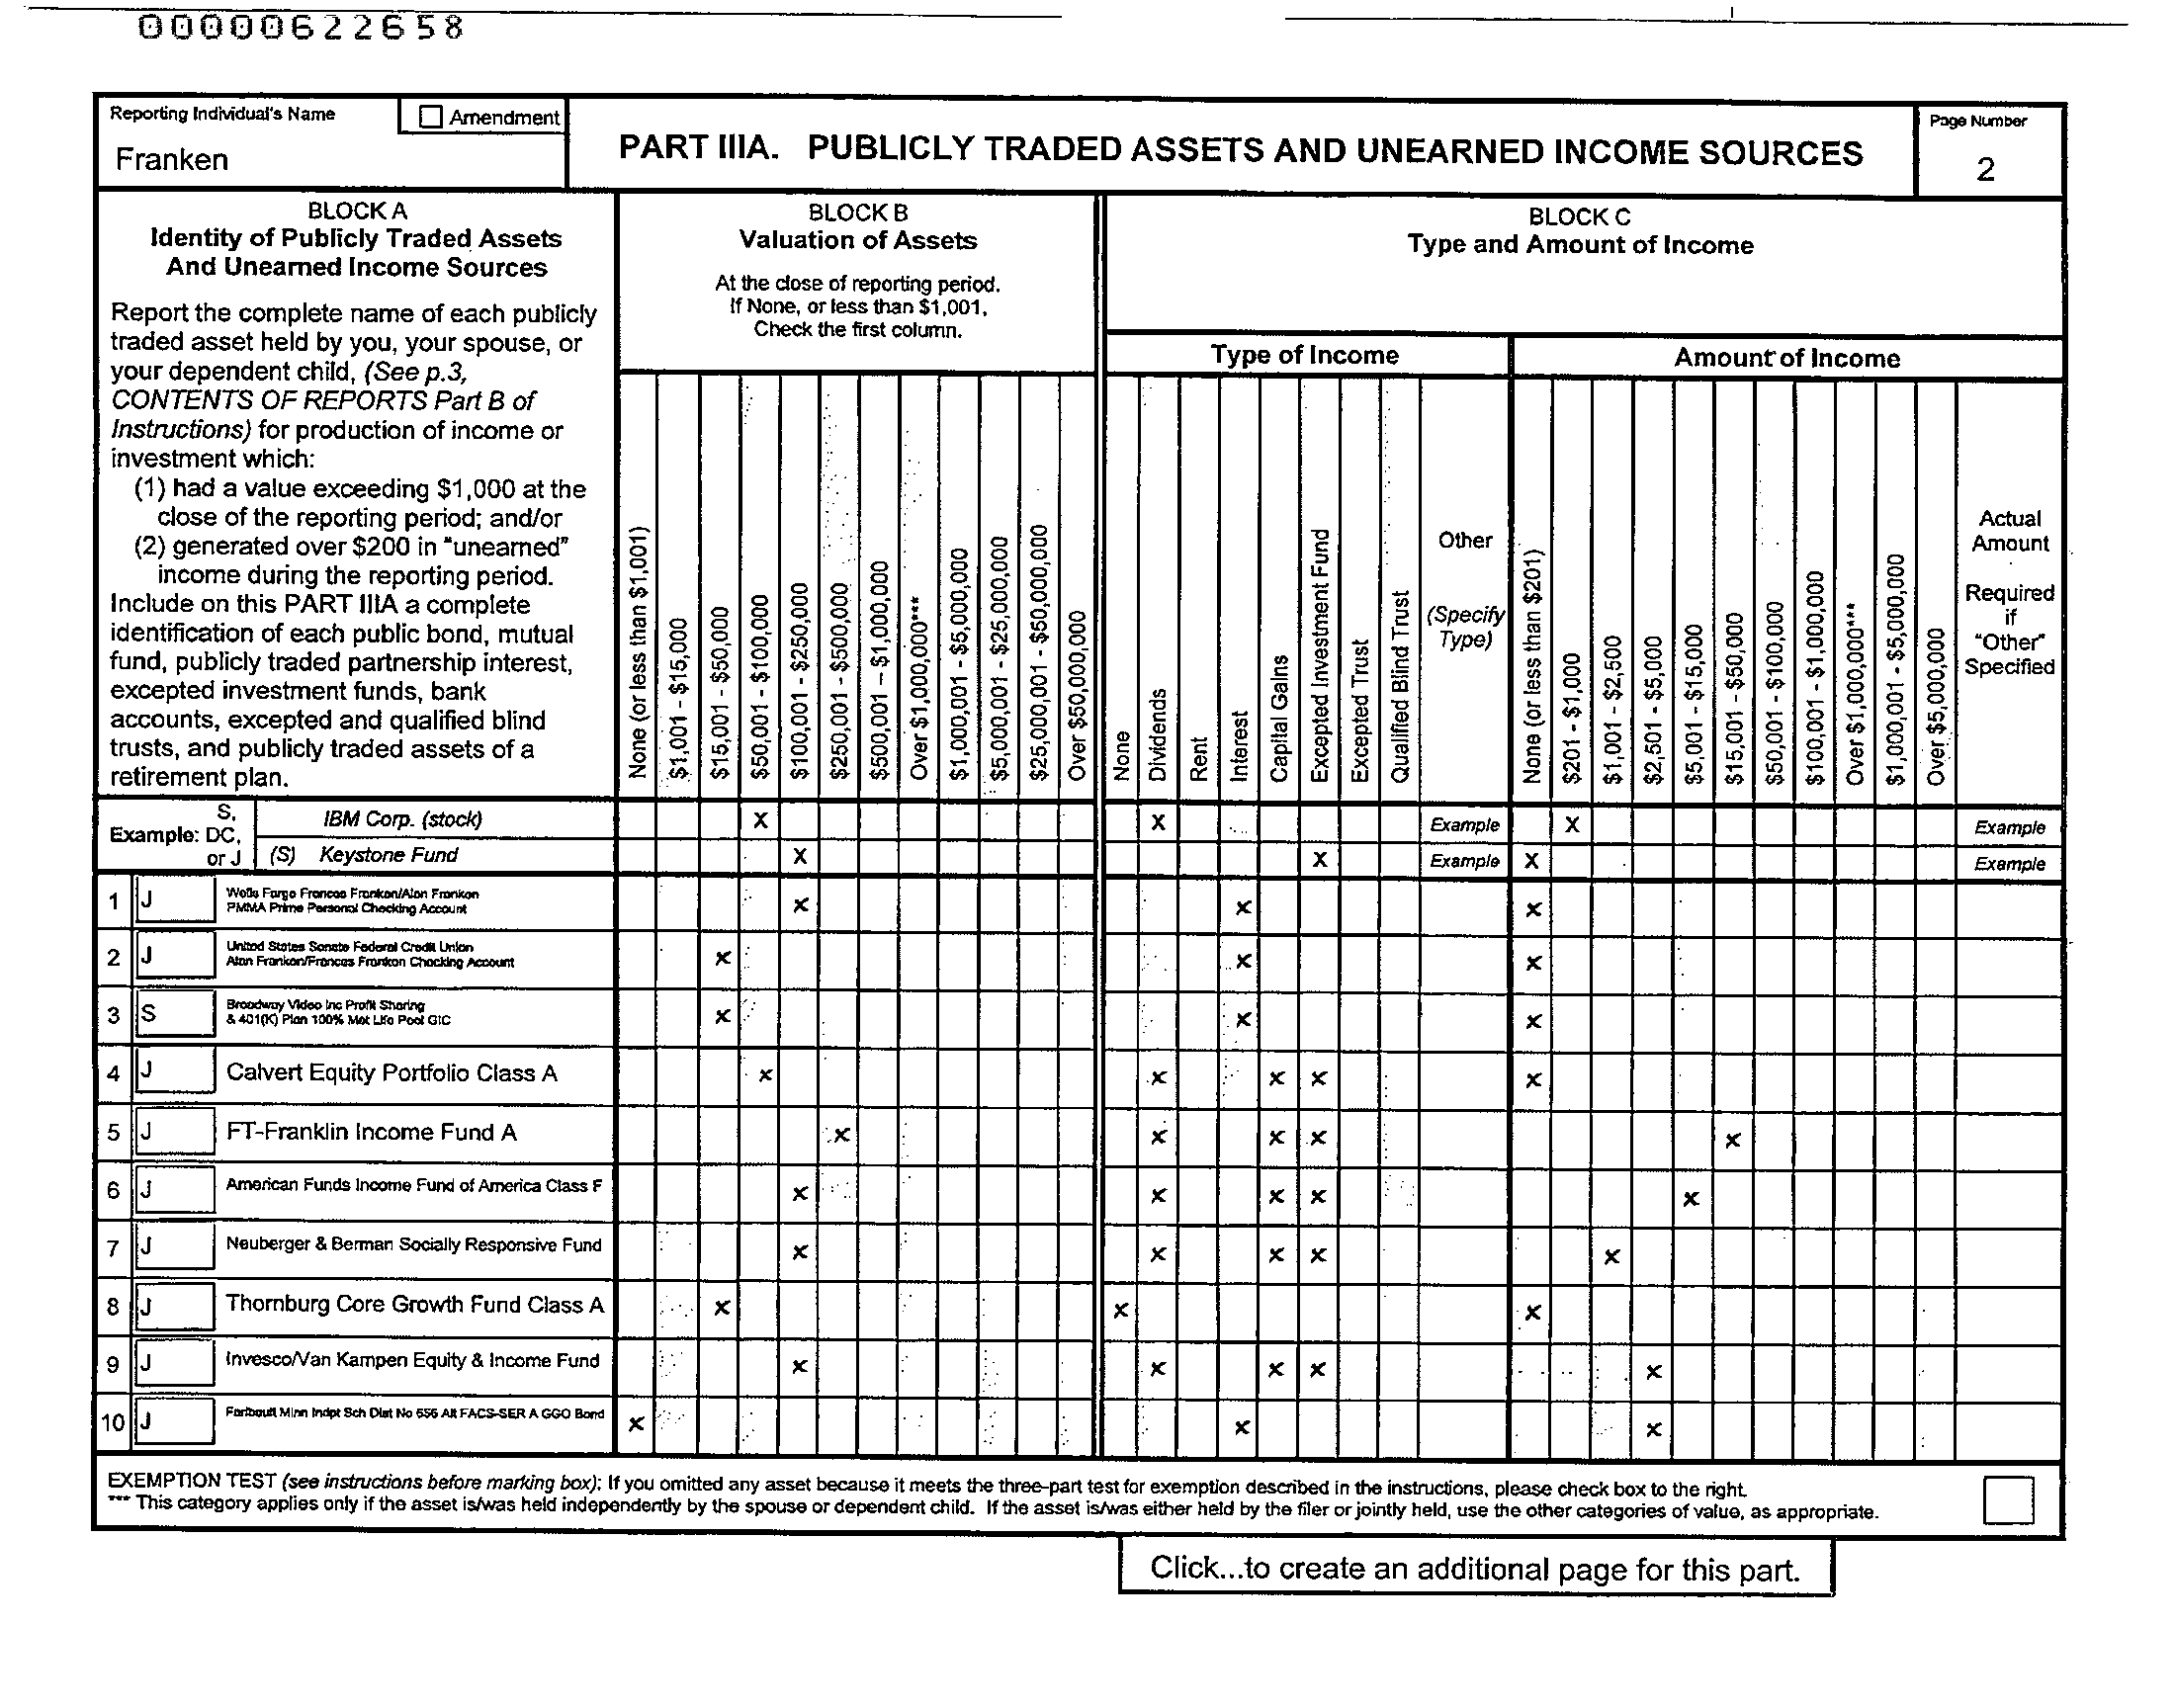 00000622658
Reporting Individual's Name
Amendment
Franken
PART IIIA. PUBLICLY TRADED ASSETS AND UNEARNED INCOME SOURCES
Page Number
2
BLOCK A
Identity of Publicly Traded Assets
And Unearned Income Sources
Report the complete name of each publicly
traded asset held by you, your spouse, or
your dependent child, (See p.3,
CONTENTS OF REPORTS Part B of
Instructions) for production of income or
investment which:
(1) had a value exceeding $1,000 at the
close of the reporting period; and/or
(2) generated over $200 in "unearned"
income during the reporting period.
Include on this PART IIIA a complete
identification of each public bond, mutual
fund, publicly traded partnership interest,
excepted investment funds, bank
accounts, excepted and qualified blind
trusts, and publicly traded assets of a
retirement plan.
BLOCK B
Valuation of Assets
At the close of reporting period.
If None, or less than $1,001,
Check the first column.
None (or less than $1,001)
$1,001 - $15,000
$15,001 - $50,000
$50,001 - $100,000
$100,001 - $250,000
$250,001 - $500,000
$500,001 – $1,000,000
Over $1,000,000***
$1,000,001 - $5,000,000
$5,000,001 - $25,000,000
$25,000,001 - $50,000,000
Over $50,000,000
BLOCK C
Type and Amount of Income
Type of Income
None
Dividends
Rent
Interest
Capital Gains
Excepted Investment Fund
Excepted Trust
Qualified Blind Trust
Other
(Specify
Type)
Amount of Income
None (or less than $201)
$201 - $1,000
$1,001 - $2,500
$2,501 - $5,000
$5,001 - $15,000
$15,001 - $50,000
$50,001 - $100,000
$100,001 - $1,000,000
Over $1,000,000***
$1,000,001 - $5,000,000
Over $5,000,000
Actual
Amount
Required
if
"Other"
Specified
S,
Example: DC,
or J
IBM Corp. (stock) X X Example X Example
(S) Keystone Fund X X Example X Example
1 J Wells Fargo Frances Franken/Alan Franken
PMMA Prime Personal Checking Account x x x
2 J United States Senate Federal Credit Union
Alan Franken/Frances Franken Checking Account x x x
3 S Broadway Video Inc Profit Sharing
& 401(K) Plan 100% Met Life Pool GIC x x x
4 J Calvert Equity Portfolio Class A x x x x x
5 J FT-Franklin Income Fund A x x x x x
6 J American Funds Income Fund of America Class F x x x x x
7 J Neuberger & Berman Socially Responsive Fund x x x x x
8 J Thornburg Core Growth Fund Class A x x x
9 J Invesco/Van Kampen Equity & Income Fund x x x x x
10 J Faribault Minn Indpt Sch Dist No 656 Alt FACS-SER A GGO Bond x x x
EXEMPTION TEST (see instructions before marking box): If you omitted any asset because it meets the three-part test for exemption described in the instructions, please check box to the right.
*** This category applies only if the asset is/was held independently by the spouse or dependent child. If the asset is/was either held by the filer or jointly held, use the other categories of value, as appropriate.
Click...to create an additional page for this part.